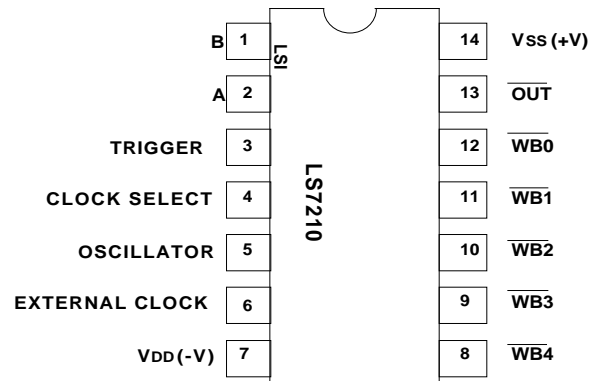 B 1 14 VSS (+V)
LSI
A 2 13 OUT
TRIGGER 3 12 WB0
LS7210
CLOCK SELECT 4 11 WB1
OSCILLATOR 5 10 WB2
EXTERNAL CLOCK 6 9 WB3
VDD (-V) 7 8 WB4